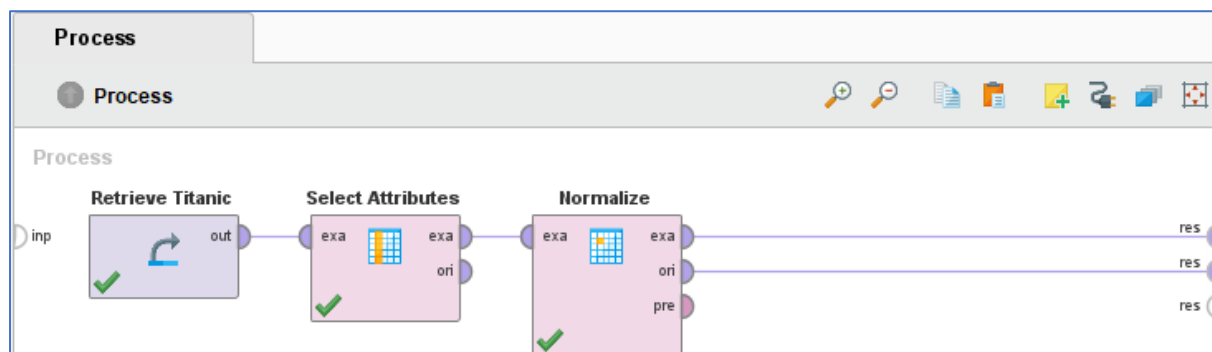 Process
Process
Process
Retrieve Titanic Select Attributes Normalize
inp out exa exa exa exa res
ori ori res
pre res